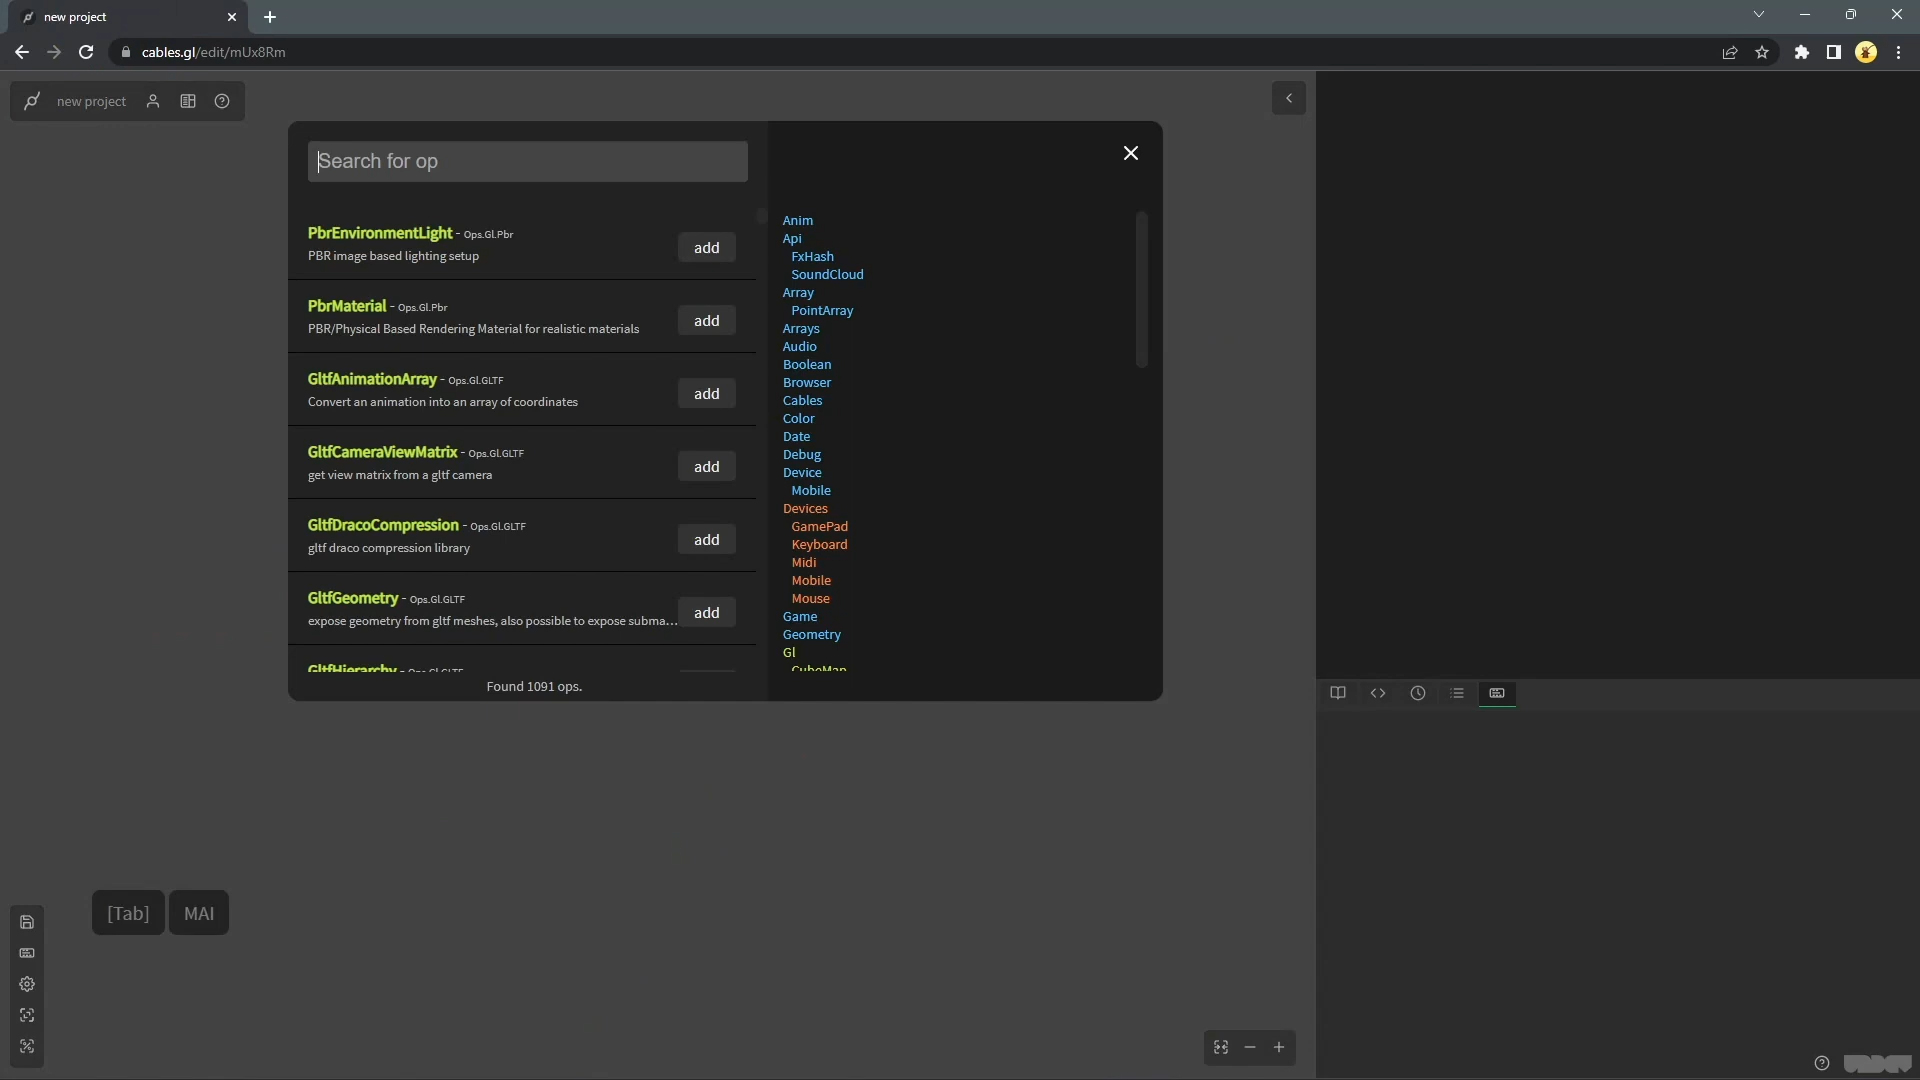 new project
cables.gl/edit/mUx8Rm
new project
Search for op
PbrEnvironmentLight - Ops.Gl.Pbr
PBR image based lighting setup
add
PbrMaterial - Ops.Gl.Pbr
PBR/Physical Based Rendering Material for realistic materials
add
GltfAnimationArray - Ops.Gl.GLTF
Convert an animation into an array of coordinates
add
GltfCameraViewMatrix - Ops.Gl.GLTF
get view matrix from a gltf camera
add
GltfDracoCompression - Ops.Gl.GLTF
gltf draco compression library
add
GltfGeometry - Ops.Gl.GLTF
expose geometry from gltf meshes, also possible to expose subma...
add
GltfHierarchy - Ops.Gl.GLTF
Found 1091 ops.
Anim
Api
FxHash
SoundCloud
Array
PointArray
Arrays
Audio
Boolean
Browser
Cables
Color
Date
Debug
Device
Mobile
Devices
GamePad
Keyboard
Midi
Mobile
Mouse
Game
Geometry
Gl
CubeMap
[Tab] MAI